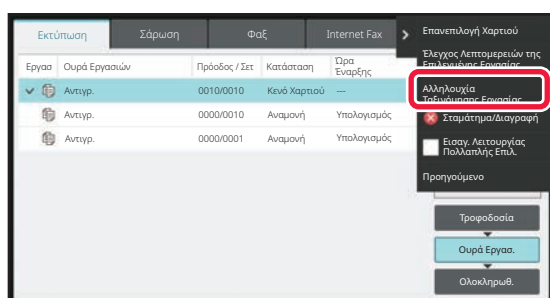 Εκτύπωση Σάρωση Φαξ Internet Fax
Εργασ Ουρά Εργασιών Πρόοδος / Σετ Κατάσταση Ώρα Έναρξης
Αντιγρ. 0010/0010 Κενό Χαρτιού ---
Αντιγρ. 0000/0010 Αναμονή Υπολογισμός
Αντιγρ. 0000/0001 Αναμονή Υπολογισμός
Επανεπιλογή Χαρτιού
Έλεγχος Λεπτομερειών της
Επιλεγμένης Εργασίας
Αλληλουχία
Ταξινόμησης Εργασίας
Σταμάτημα/Διαγραφή
Εισαγ. Λειτουργίας
Πολλαπλής Επιλ.
Προηγούμενο
Τροφοδοσία
Ουρά Εργασ.
Ολοκληρωθ.